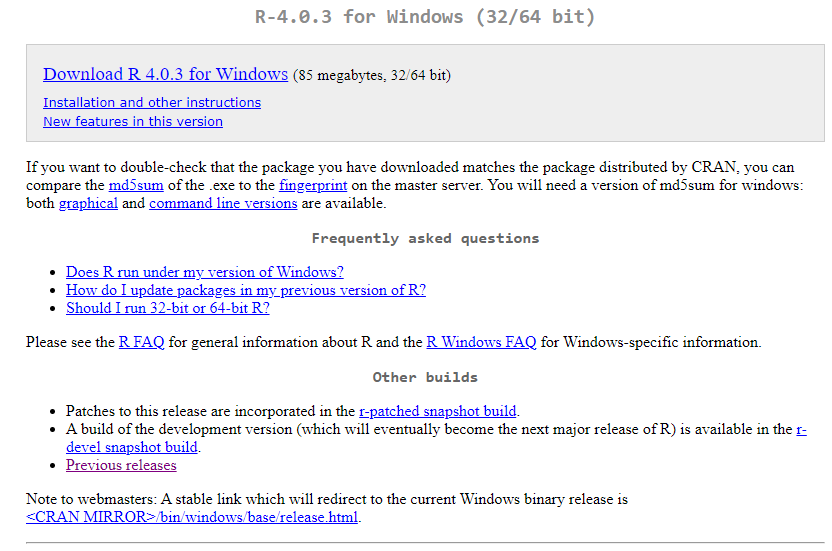 R-4.0.3 for Windows (32/64 bit)
Download R 4.0.3 for Windows (85 megabytes, 32/64 bit)
Installation and other instructions
New features in this version
If you want to double-check that the package you have downloaded matches the package distributed by CRAN, you can
compare the md5sum of the .exe to the fingerprint on the master server. You will need a version of md5sum for windows:
both graphical and command line versions are available.
Frequently asked questions
• Does R run under my version of Windows?
• How do I update packages in my previous version of R?
• Should I run 32-bit or 64-bit R?
Please see the R FAQ for general information about R and the R Windows FAQ for Windows-specific information.
Other builds
• Patches to this release are incorporated in the r-patched snapshot build.
• A build of the development version (which will eventually become the next major release of R) is available in the r-
devel snapshot build.
• Previous releases
Note to webmasters: A stable link which will redirect to the current Windows binary release is
<CRAN MIRROR>/bin/windows/base/release.html.